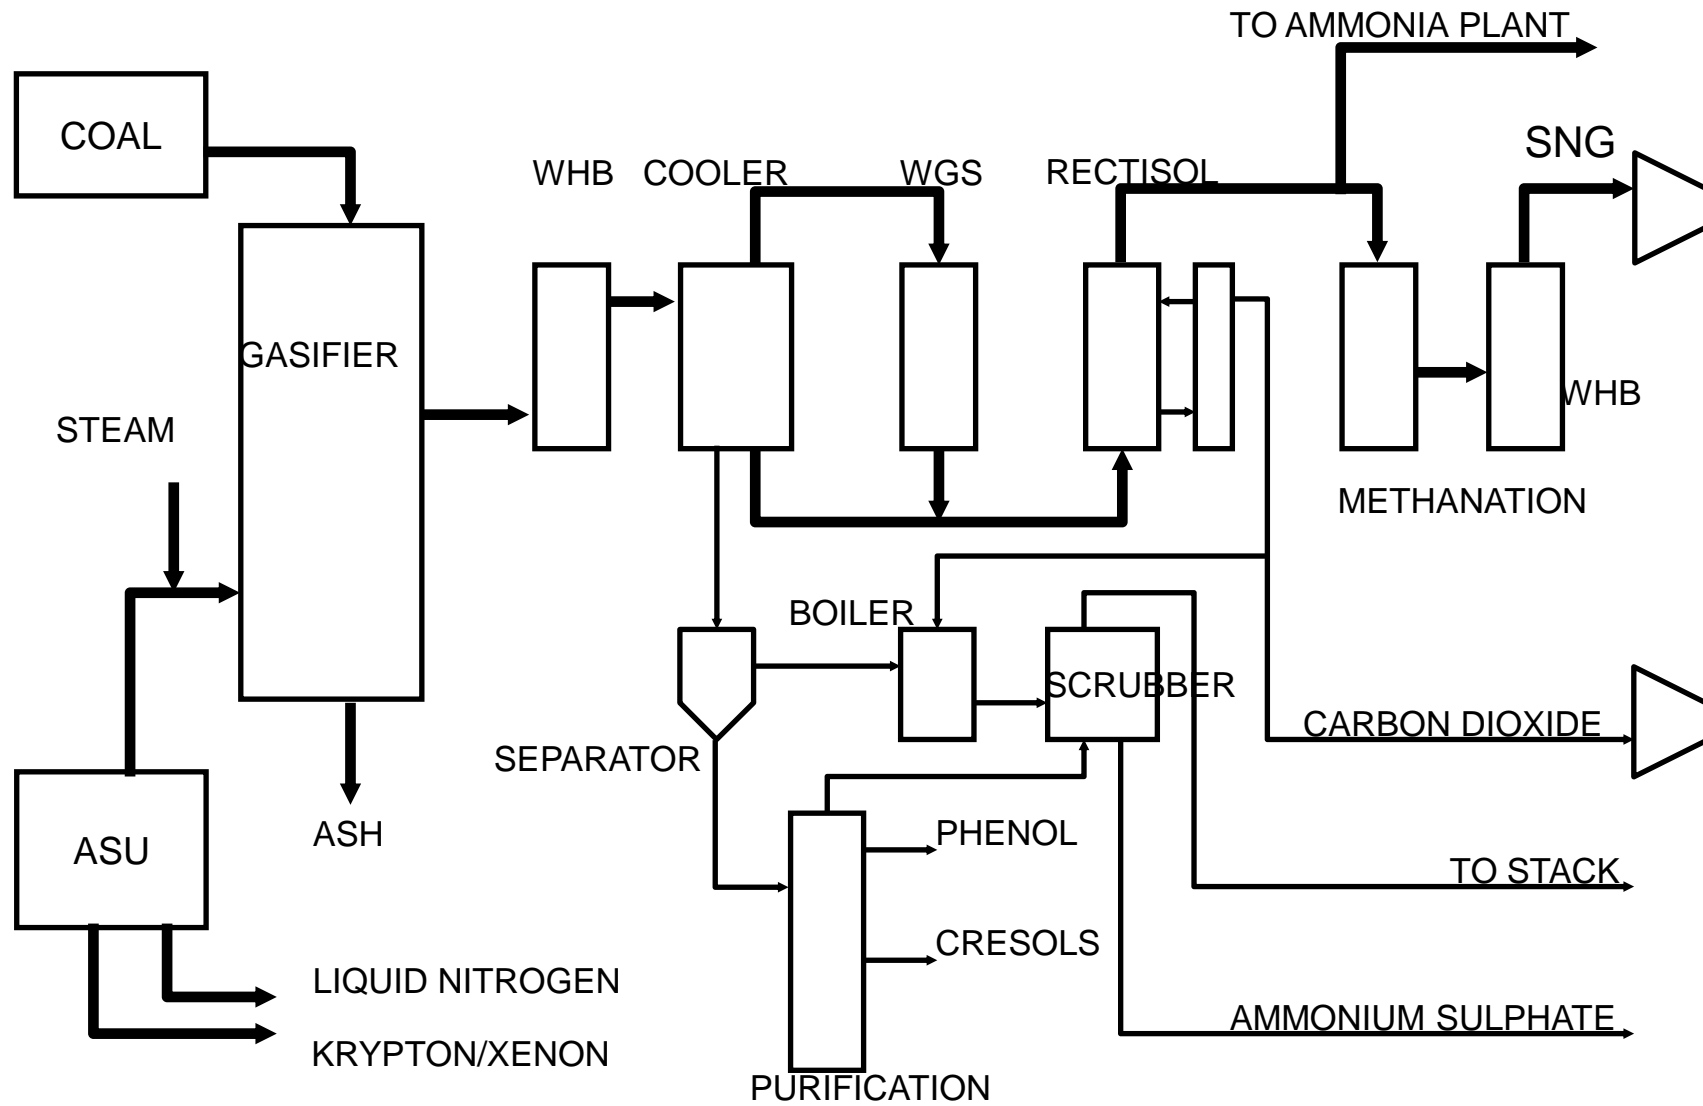 TO AMMONIA PLANT
COAL
SNG
WHB
COOLER
WGS
RECTISOL
GASIFIER
WHB
STEAM
METHANATION
BOILER
SCRUBBER
CARBON DIOXIDE
SEPARATOR
ASH
PHENOL
ASU
TO STACK
CRESOLS
LIQUID NITROGEN
AMMONIUM SULPHATE
KRYPTON/XENON
PURIFICATION